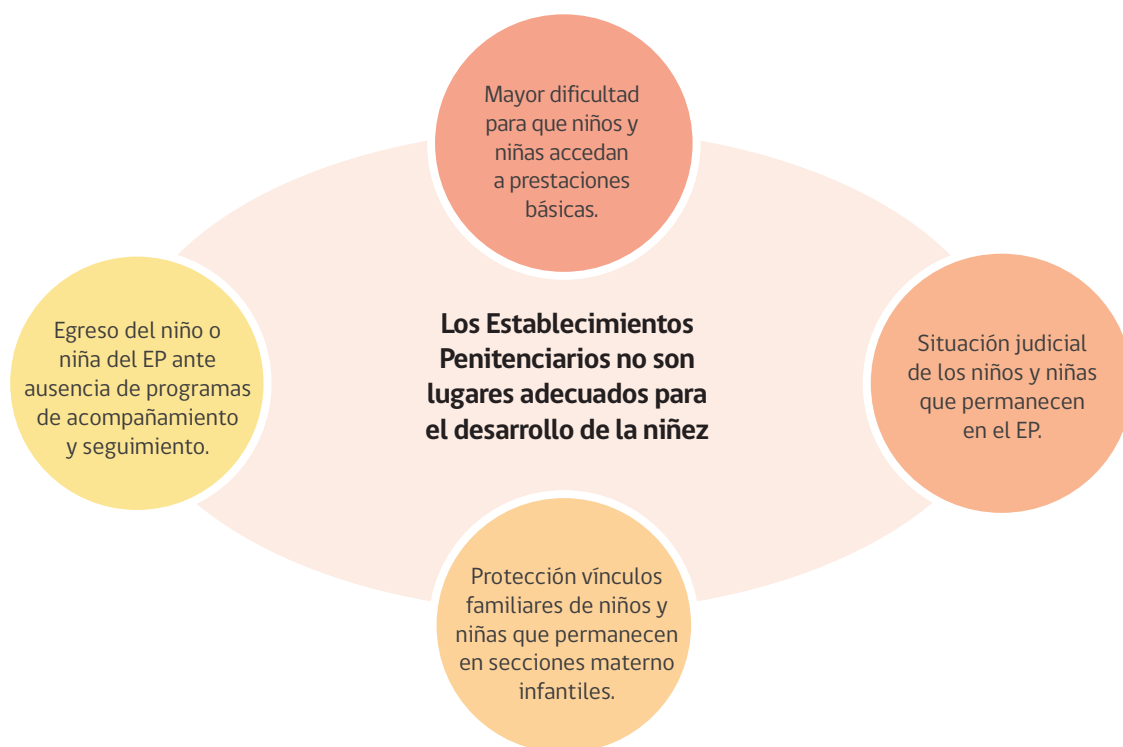 Mayor dificultad
para que niños y
niñas accedan
a prestaciones
básicas.
Egreso del niño o
niña del EP ante
ausencia de programas
de acompañamiento
y seguimiento.
Los Establecimientos
Penitenciarios no son
lugares adecuados para
el desarrollo de la niñez
Situación judicial
de los niños y niñas
que permanecen
en el EP.
Protección vínculos
familiares de niños y
niñas que permanecen
en secciones materno
infantiles.